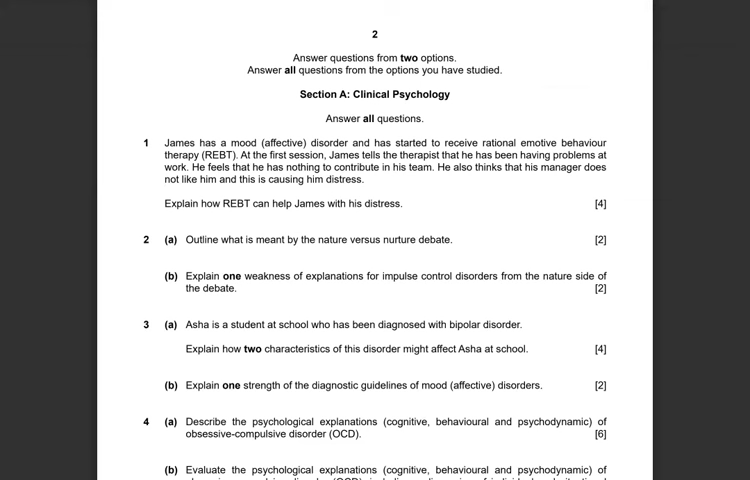 2
Answer questions from two options.
Answer all questions from the options you have studied.
Section A: Clinical Psychology
Answer all questions.
1 James has a mood (affective) disorder and has started to receive rational emotive behaviour
therapy (REBT). At the first session, James tells the therapist that he has been having problems at
work. He feels that he has nothing to contribute in his team. He also thinks that his manager does
not like him and this is causing him distress.
Explain how REBT can help James with his distress. [4]
2 (a) Outline what is meant by the nature versus nurture debate. [2]
(b) Explain one weakness of explanations for impulse control disorders from the nature side of
the debate. [2]
3 (a) Asha is a student at school who has been diagnosed with bipolar disorder.
Explain how two characteristics of this disorder might affect Asha at school. [4]
(b) Explain one strength of the diagnostic guidelines of mood (affective) disorders. [2]
4 (a) Describe the psychological explanations (cognitive, behavioural and psychodynamic) of
obsessive-compulsive disorder (OCD). [6]
(b) Evaluate the psychological explanations (cognitive, behavioural and psychodynamic) of